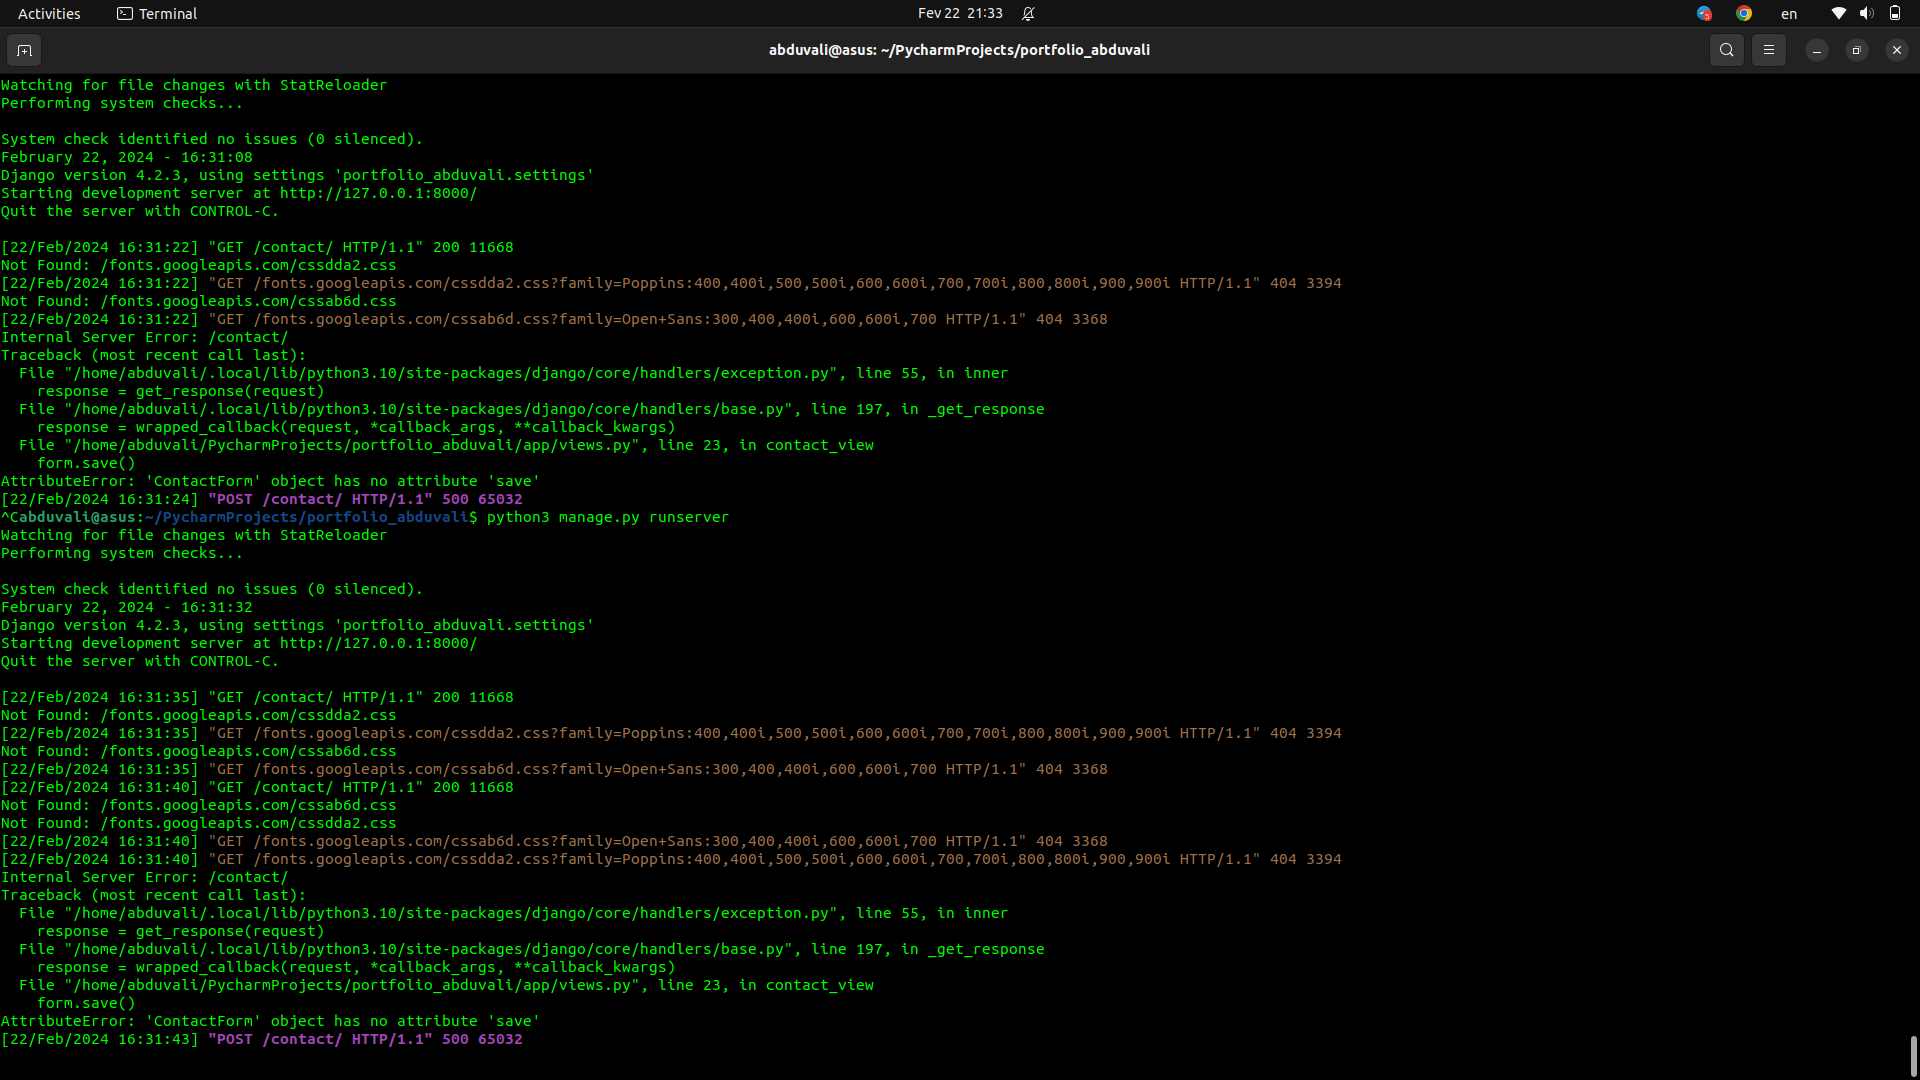 Activities
Terminal
Fev 22 21:33
en
abduvali@asus: ~/PycharmProjects/portfolio_abduvali
Watching for file changes with StatReloader
Performing system checks...
System check identified no issues (0 silenced).
February 22, 2024 - 16:31:08
Django version 4.2.3, using settings 'portfolio_abduvali.settings'
Starting development server at http://127.0.0.1:8000/
Quit the server with CONTROL-C.
[22/Feb/2024 16:31:22] "GET /contact/ HTTP/1.1" 200 11668
Not Found: /fonts.googleapis.com/cssdda2.css
[22/Feb/2024 16:31:22] "GET /fonts.googleapis.com/cssdda2.css?family=Poppins:400,400i,500,500i,600,600i,700,700i,800,800i,900,900i HTTP/1.1" 404 3394
Not Found: /fonts.googleapis.com/cssab6d.css
[22/Feb/2024 16:31:22] "GET /fonts.googleapis.com/cssab6d.css?family=Open+Sans:300,400,400i,600,600i,700 HTTP/1.1" 404 3368
Internal Server Error: /contact/
Traceback (most recent call last):
  File "/home/abduvali/.local/lib/python3.10/site-packages/django/core/handlers/exception.py", line 55, in inner
    response = get_response(request)
  File "/home/abduvali/.local/lib/python3.10/site-packages/django/core/handlers/base.py", line 197, in _get_response
    response = wrapped_callback(request, *callback_args, **callback_kwargs)
  File "/home/abduvali/PycharmProjects/portfolio_abduvali/app/views.py", line 23, in contact_view
    form.save()
AttributeError: 'ContactForm' object has no attribute 'save'
[22/Feb/2024 16:31:24] "POST /contact/ HTTP/1.1" 500 65032
^Cabduvali@asus:~/PycharmProjects/portfolio_abduvali$ python3 manage.py runserver
Watching for file changes with StatReloader
Performing system checks...
System check identified no issues (0 silenced).
February 22, 2024 - 16:31:32
Django version 4.2.3, using settings 'portfolio_abduvali.settings'
Starting development server at http://127.0.0.1:8000/
Quit the server with CONTROL-C.
[22/Feb/2024 16:31:35] "GET /contact/ HTTP/1.1" 200 11668
Not Found: /fonts.googleapis.com/cssdda2.css
[22/Feb/2024 16:31:35] "GET /fonts.googleapis.com/cssdda2.css?family=Poppins:400,400i,500,500i,600,600i,700,700i,800,800i,900,900i HTTP/1.1" 404 3394
Not Found: /fonts.googleapis.com/cssab6d.css
[22/Feb/2024 16:31:35] "GET /fonts.googleapis.com/cssab6d.css?family=Open+Sans:300,400,400i,600,600i,700 HTTP/1.1" 404 3368
[22/Feb/2024 16:31:40] "GET /contact/ HTTP/1.1" 200 11668
Not Found: /fonts.googleapis.com/cssab6d.css
Not Found: /fonts.googleapis.com/cssdda2.css
[22/Feb/2024 16:31:40] "GET /fonts.googleapis.com/cssab6d.css?family=Open+Sans:300,400,400i,600,600i,700 HTTP/1.1" 404 3368
[22/Feb/2024 16:31:40] "GET /fonts.googleapis.com/cssdda2.css?family=Poppins:400,400i,500,500i,600,600i,700,700i,800,800i,900,900i HTTP/1.1" 404 3394
Internal Server Error: /contact/
Traceback (most recent call last):
  File "/home/abduvali/.local/lib/python3.10/site-packages/django/core/handlers/exception.py", line 55, in inner
    response = get_response(request)
  File "/home/abduvali/.local/lib/python3.10/site-packages/django/core/handlers/base.py", line 197, in _get_response
    response = wrapped_callback(request, *callback_args, **callback_kwargs)
  File "/home/abduvali/PycharmProjects/portfolio_abduvali/app/views.py", line 23, in contact_view
    form.save()
AttributeError: 'ContactForm' object has no attribute 'save'
[22/Feb/2024 16:31:43] "POST /contact/ HTTP/1.1" 500 65032